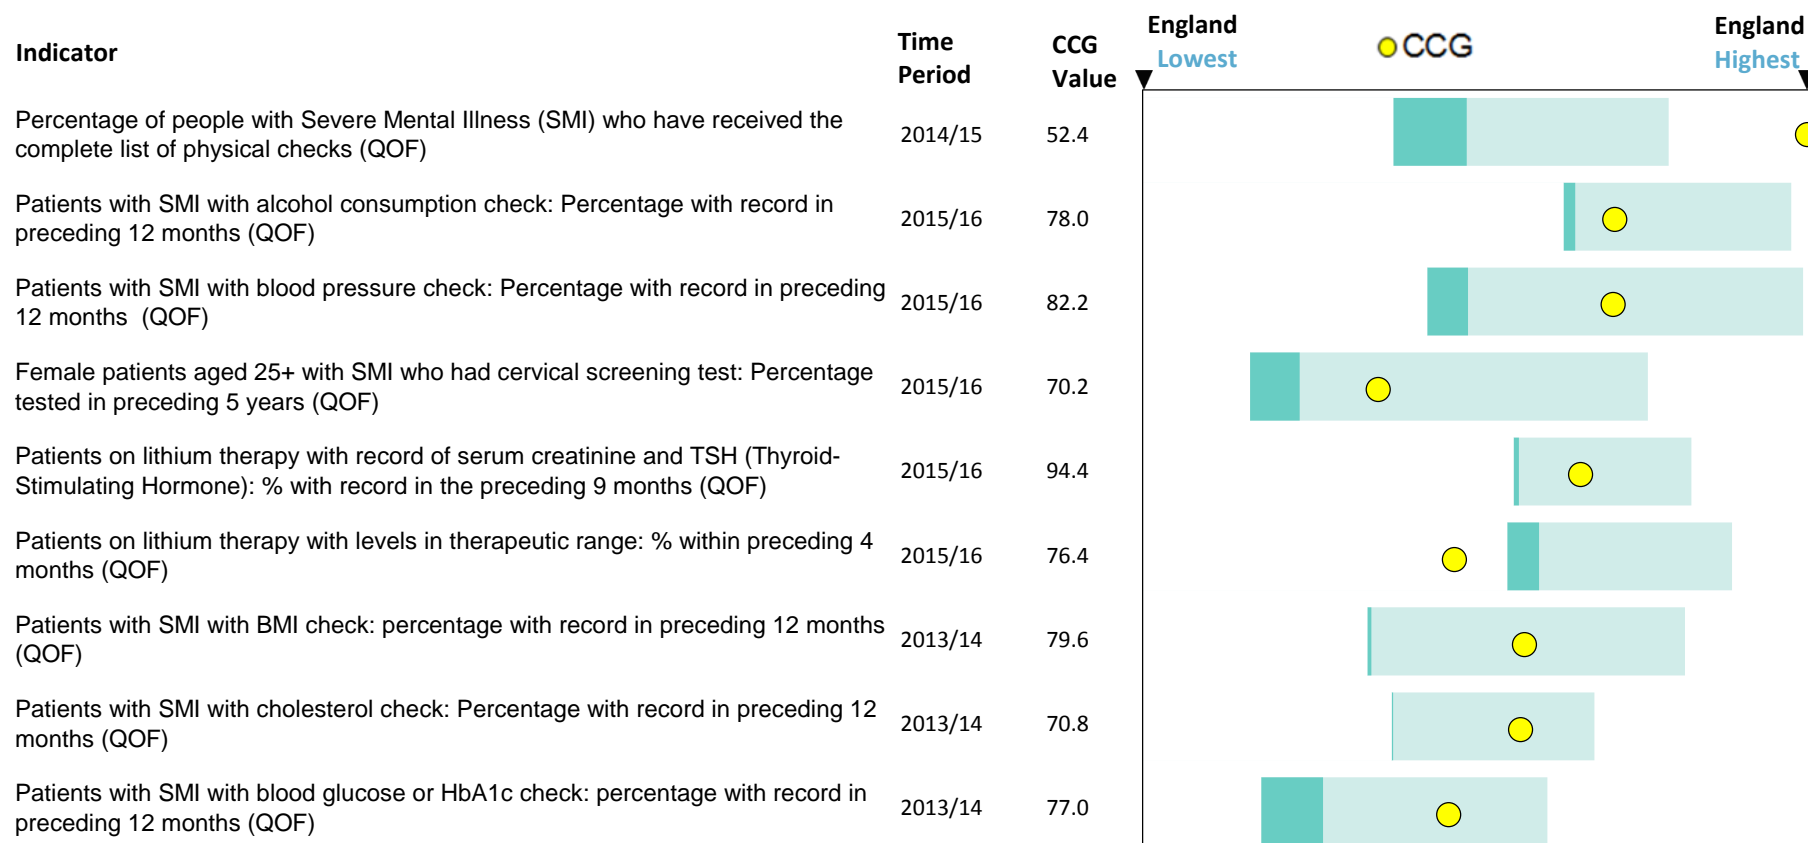 Indicator
Time Period
CCG Value
England Lowest
CCG
England Highest
Percentage of people with Severe Mental Illness (SMI) who have received the
complete list of physical checks (QOF)
2014/15
52.4
Patients with SMI with alcohol consumption check: Percentage with record in
preceding 12 months (QOF)
2015/16
78.0
Patients with SMI with blood pressure check: Percentage with record in preceding
12 months  (QOF)
2015/16
82.2
Female patients aged 25+ with SMI who had cervical screening test: Percentage
tested in preceding 5 years (QOF)
2015/16
70.2
Patients on lithium therapy with record of serum creatinine and TSH (Thyroid-
Stimulating Hormone): % with record in the preceding 9 months (QOF)
2015/16
94.4
Patients on lithium therapy with levels in therapeutic range: % within preceding 4
months (QOF)
2015/16
76.4
Patients with SMI with BMI check: percentage with record in preceding 12 months
(QOF)
2013/14
79.6
Patients with SMI with cholesterol check: Percentage with record in preceding 12
months (QOF)
2013/14
70.8
Patients with SMI with blood glucose or HbA1c check: percentage with record in
preceding 12 months (QOF)
2013/14
77.0